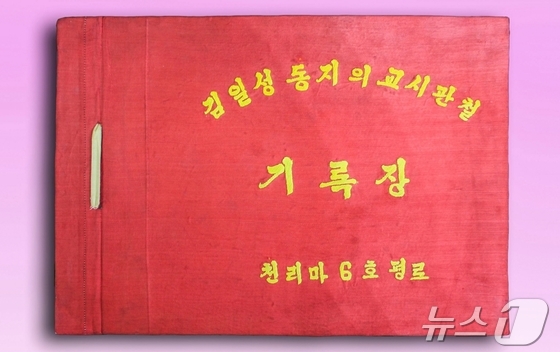 김일성 동지의 교시관철
기록장
천리마 6호 평로
뉴스1